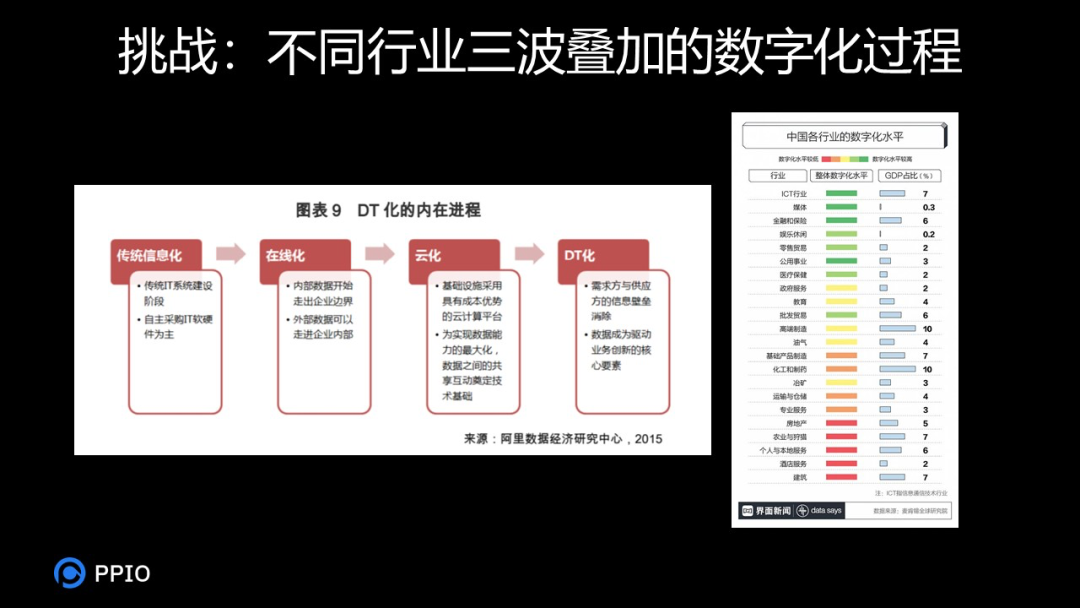 挑战：不同行业三波叠加的数字化过程
图表 9 DT 化的内在进程
传统信息化
• 传统IT系统建设
阶段
• 自主采购IT软硬
件为主
在线化
• 内部数据开始
走出企业边界
• 外部数据可以
走进企业内部
云化
• 基础设施采用
具有成本优势
的云计算平台
• 为实现数据能
力的最大化，
数据之间的共
享互动奠定技
术基础
DT化
• 需求方与供应
方的信息壁垒
消除
• 数据成为驱动
业务创新的核
心要素
来源：阿里数据经济研究中心，2015
中国各行业的数字化水平
数字化水平较低 数字化水平较高
行业 整体数字化水平 GDP占比（%）
ICT行业 7
媒体 0.3
金融和保险 6
娱乐休闲 0.2
零售贸易 2
公用事业 3
医疗保健 2
政府服务 2
教育 4
批发贸易 6
高端制造 10
油气 4
基础产品制造 7
化工和制药 10
冶矿 3
运输与仓储 4
专业服务 3
房地产 5
农业与狩猎 7
个人与本地服务 6
酒店服务 2
建筑 7
注：ICT指信息通信技术行业
界面新闻 data says 数据来源：麦肯锡全球研究院
PPIO